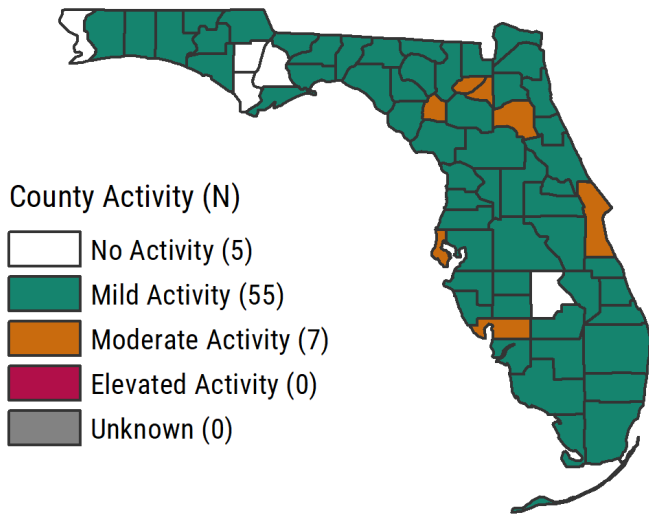 County Activity (N)
No Activity (5)
Mild Activity (55)
Moderate Activity (7)
Elevated Activity (0)
Unknown (0)